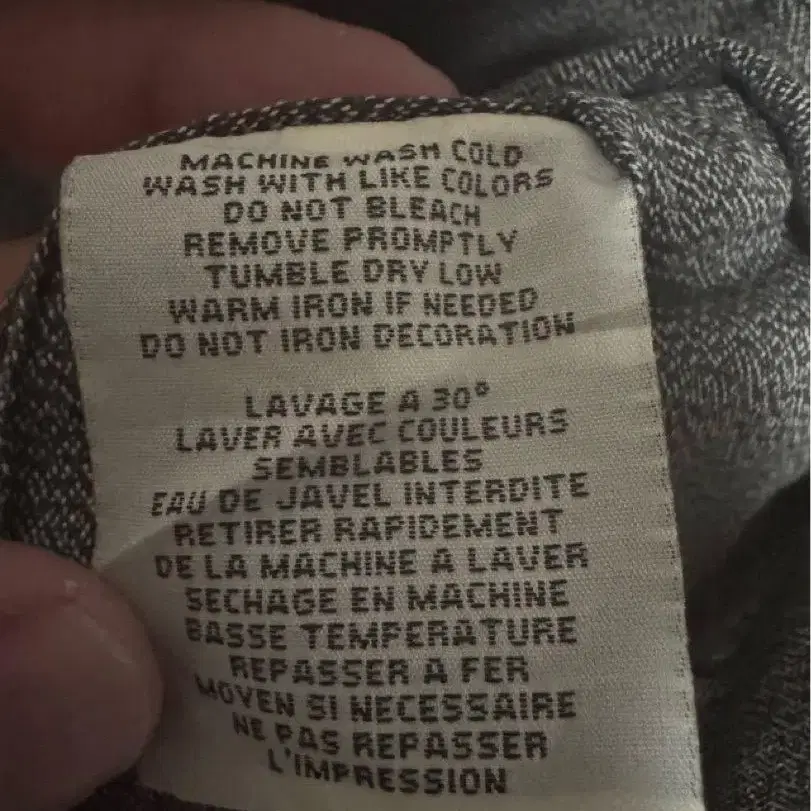 MACHINE WASH COLD
WASH WITH LIKE COLORS
DO NOT BLEACH
REMOVE PROMPTLY
TUMBLE DRY LOW
WARM IRON IF NEEDED
DO NOT IRON DECORATION
LAVAGE A 30°
LAVER AVEC COULEURS
SEMBLABLES
EAU DE JAVEL INTERDITE
RETIRER RAPIDEMENT
DE LA MACHINE A LAVER
SECHAGE EN MACHINE
BASSE TEMPERATURE
REPASSER A FER
MOYEN SI NECESSAIRE
NE PAS REPASSER
L'IMPRESSION